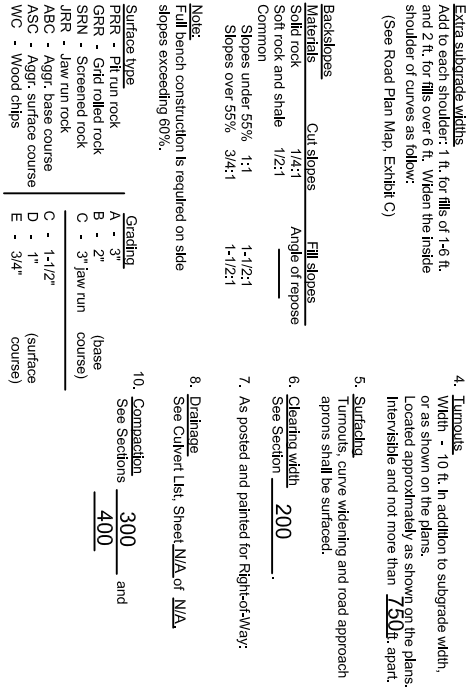 Extra subgrade widths
Add to each shoulder: 1 ft. for fills of 1-6 ft.
and 2 ft. for fills over 6 ft. Widen the inside
shoulder of curves as follow:
(See Road Plan Map, Exhibit C)
Backslopes
Materials Cut slopes Fill slopes
Solid rock 1/4:1 Angle of repose
Soft rock and shale 1/2:1 ____
Common
Slopes under 55% 1:1 1-1/2:1
Slopes over 55% 3/4:1 1-1/2:1
Note:
Full bench construction is required on side
slopes exceeding 60%.
Surface type Grading
PRR - Pit run rock A - 3"
GRR - Grid rolled rock B - 2" (base
SRN - Screened rock C - 3" jaw run course)
JRR - Jaw run rock
ABC - Aggr. base course C - 1-1/2"
ASC - Aggr. surface course D - 1" (surface
WC - Wood chips E - 3/4" course)
4. Turnouts
Width - 10 ft. In addition to subgrade width,
or as shown on the plans.
Located approximately as shown on the plans.
Intervisible and not more than 750 ft. apart.
5. Surfacing
Turnouts, curve widening and road approach
aprons shall be surfaced.
6. Clearing width
See Section 200.
7. As posted and painted for Right-of-Way:
8. Drainage
See Culvert List, Sheet N/A of N/A.
10. Compaction
See Sections 300 and
400